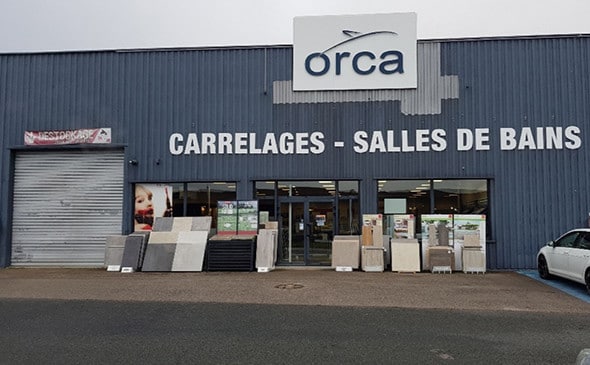 orca
CARRELAGES - SALLES DE BAINS
DESTOCKAGE